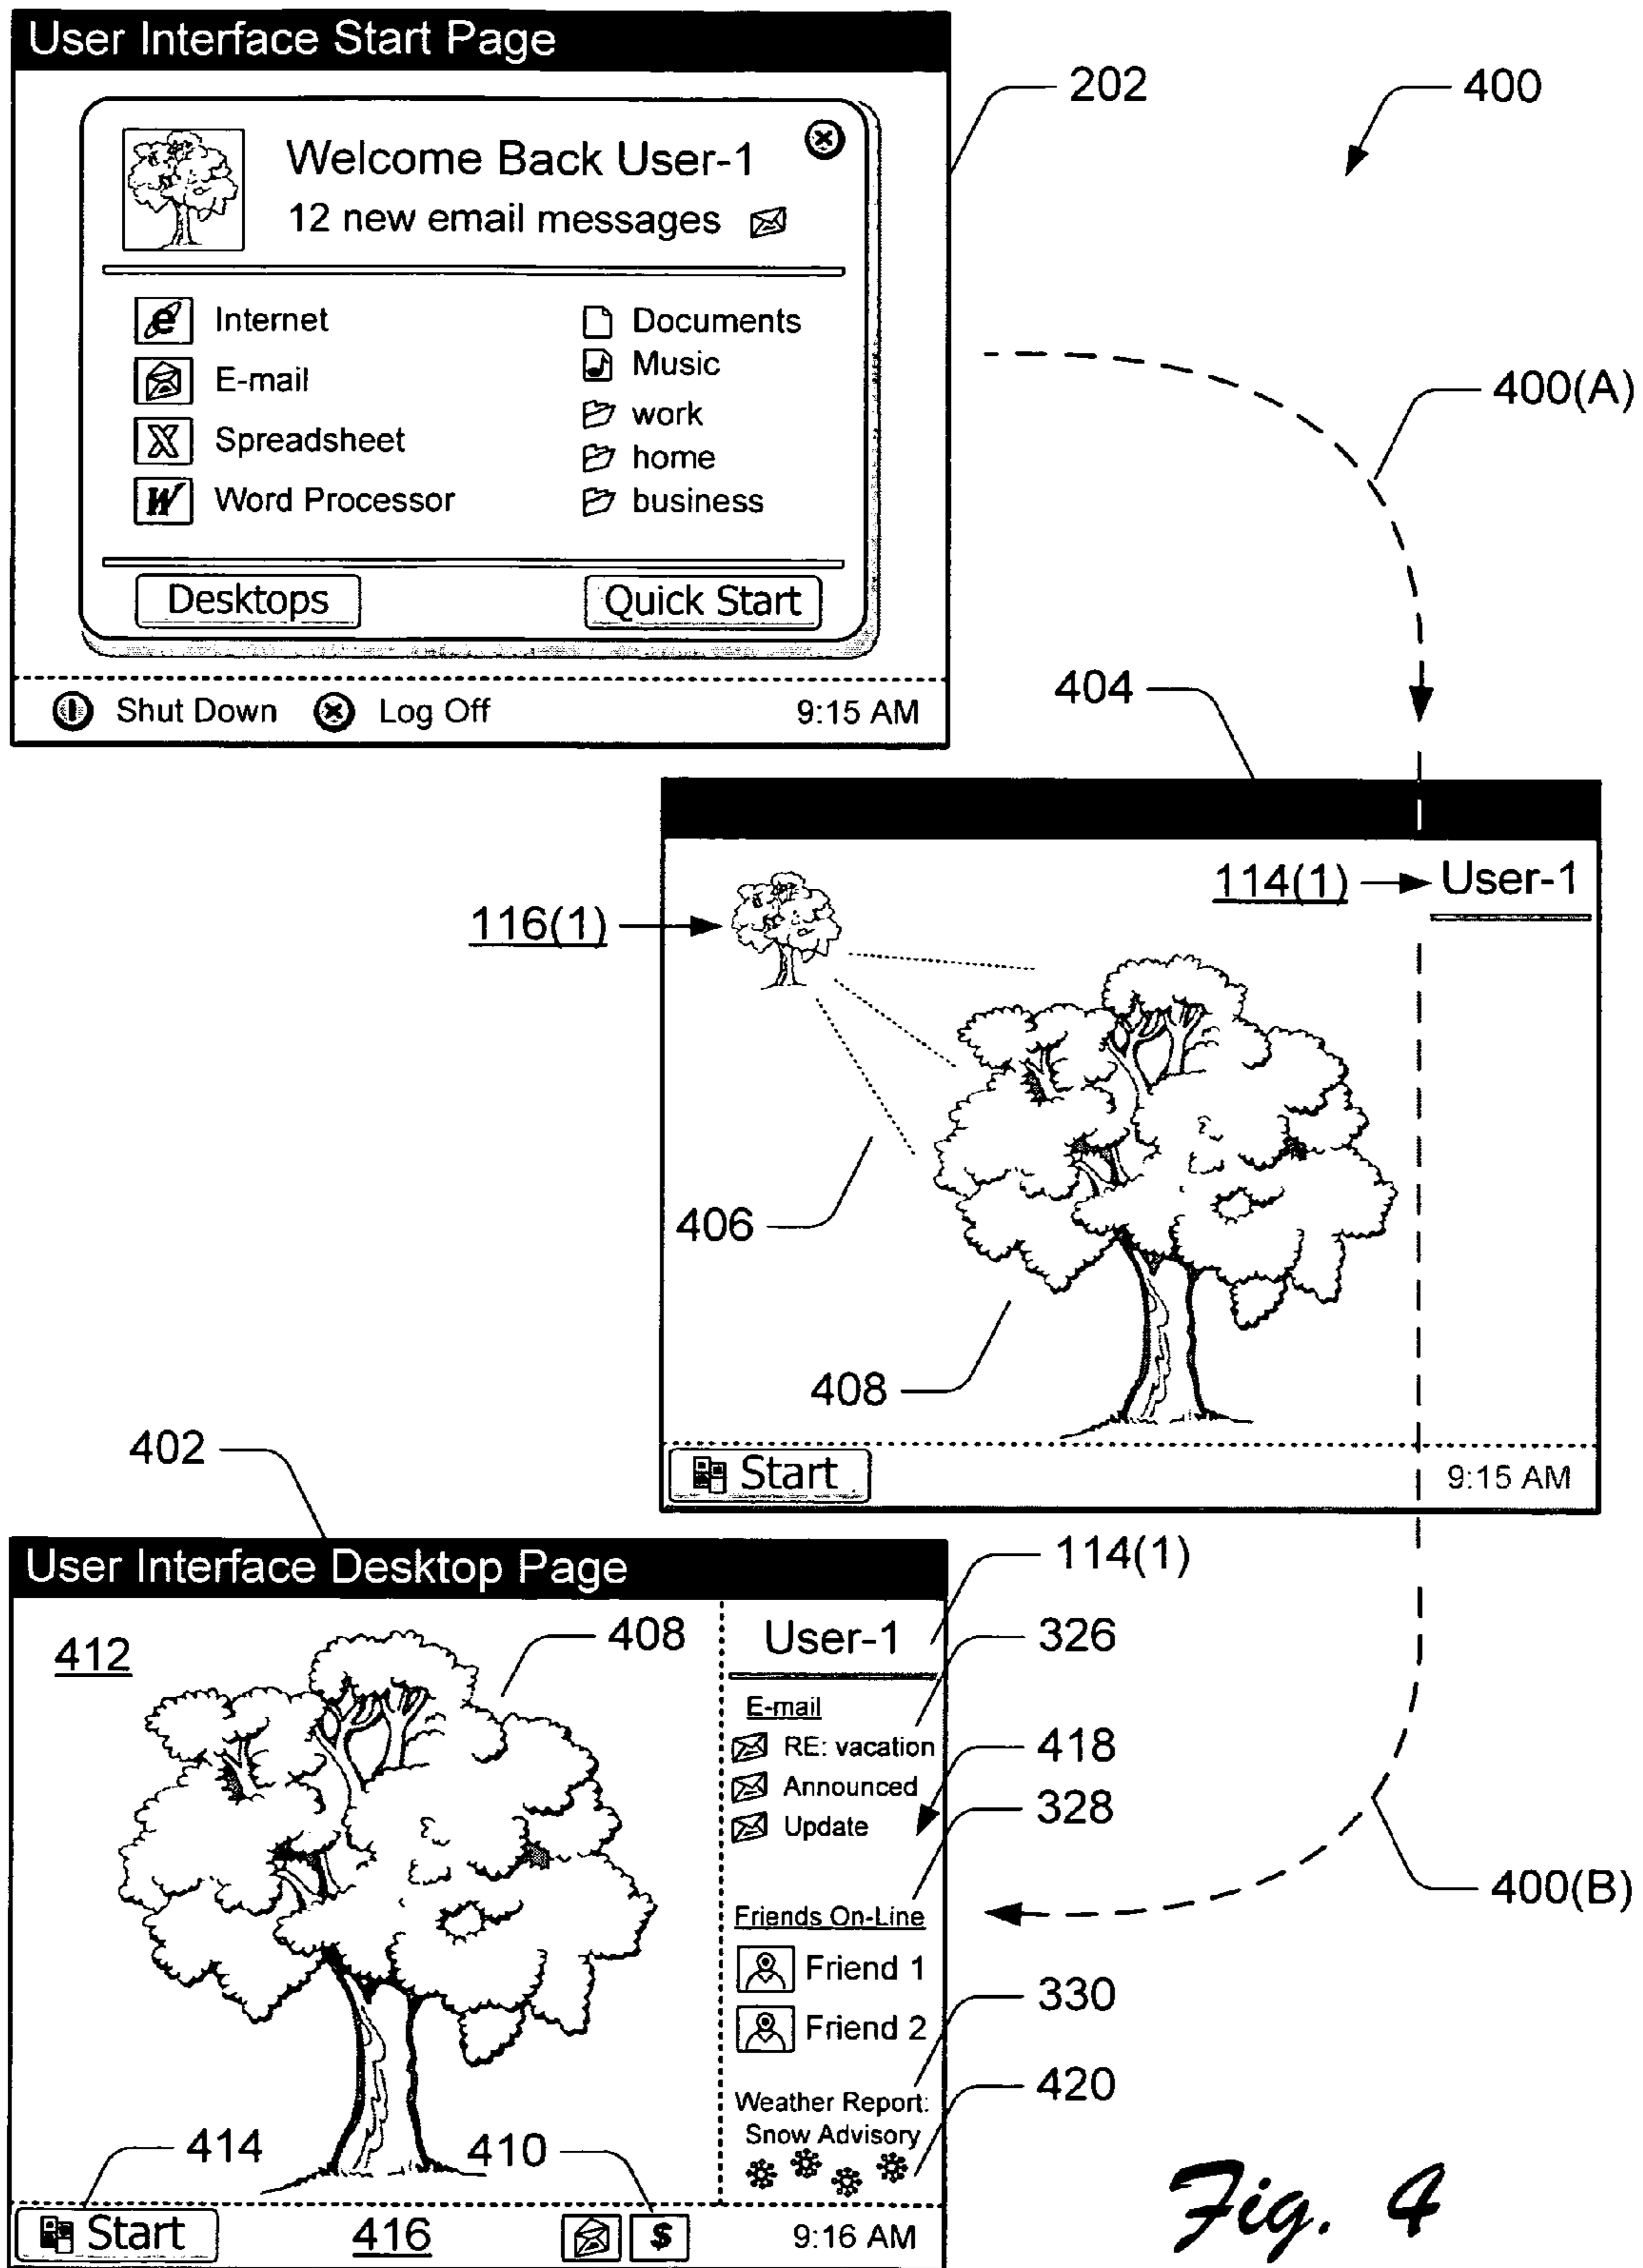 User Interface Start Page
202
400
Welcome Back User-1
12 new email messages
e Internet
E-mail
X Spreadsheet
W Word Processor
Documents
Music
work
home
business
400(A)
Desktops
Quick Start
Shut Down
Log Off
9:15 AM
404
114(1)
User-1
116(1)
406
408
Start
9:15 AM
402
User Interface Desktop Page
114(1)
412
408
User-1
326
E-mail
RE: vacation
418
Announced
328
Update
400(B)
Friends On-Line
Friend 1
330
Friend 2
420
Weather Report:
Snow Advisory
414
410
Start
416
$
9:16 AM
Fig. 4